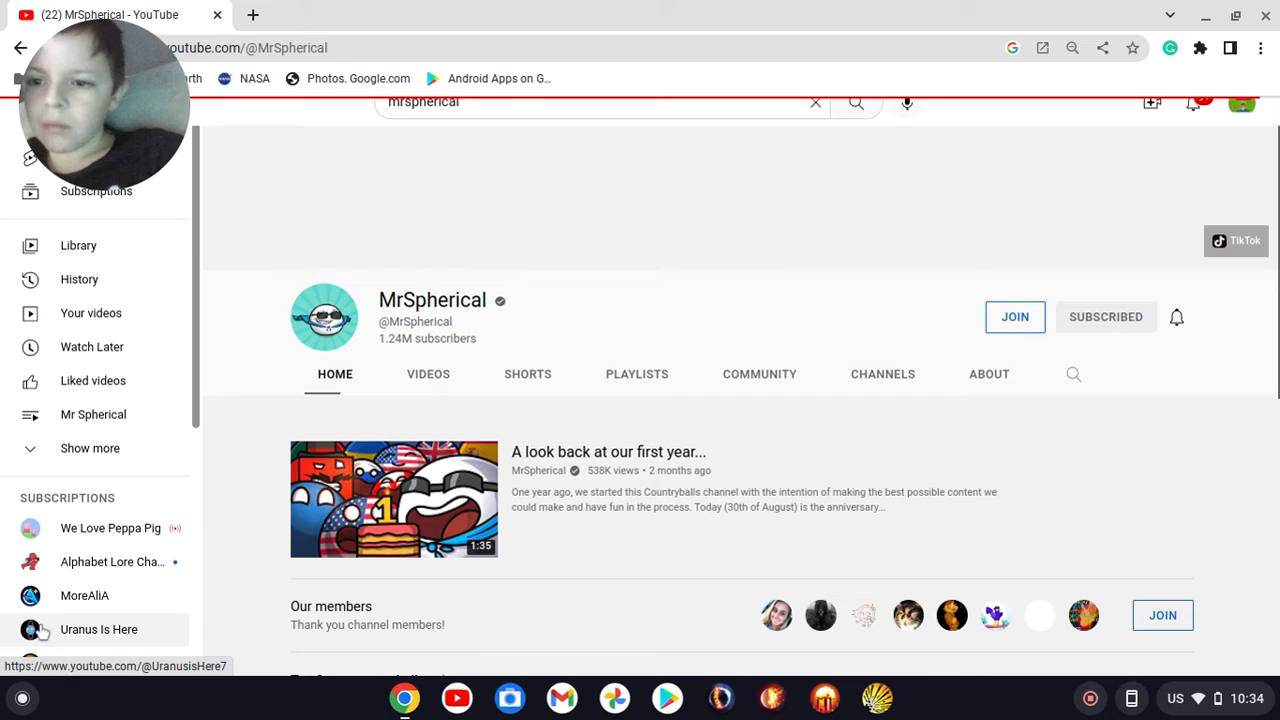 (22) MrSpherical - YouTube
outube.com/@MrSpherical
rth
NASA
Photos. Google.com
Android Apps on G...
mrspherical
Subscriptions
Library
History
Your videos
Watch Later
Liked videos
Mr Spherical
Show more
SUBSCRIPTIONS
We Love Peppa Pig
Alphabet Lore Cha...
MoreAliA
Uranus Is Here
https://www.youtube.com/@UranusisHere7
TikTok
MrSpherical
@MrSpherical
1.24M subscribers
JOIN
SUBSCRIBED
HOME
VIDEOS
SHORTS
PLAYLISTS
COMMUNITY
CHANNELS
ABOUT
1
1:35
A look back at our first year...
MrSpherical 538K views • 2 months ago
One year ago, we started this Countryballs channel with the intention of making the best possible content we
could make and have fun in the process. Today (30th of August) is the anniversary...
Our members
Thank you channel members!
JOIN
US
10:34